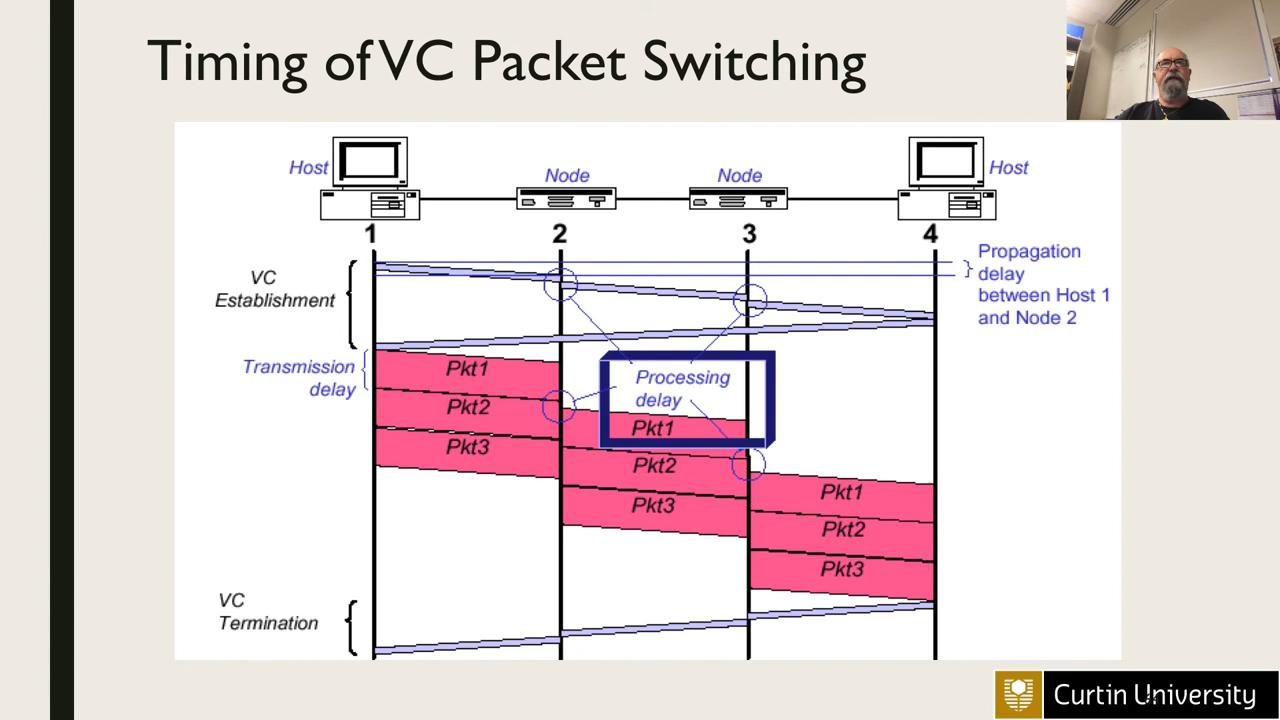 Timing of VC Packet Switching
Host
Node
Node
Host
1
2
3
4
Propagation
delay
between Host 1
and Node 2
VC
Establishment
Transmission
delay
Processing
delay
Pkt1
Pkt2
Pkt3
Pkt1
Pkt2
Pkt3
Pkt1
Pkt2
Pkt3
VC
Termination
Curtin University